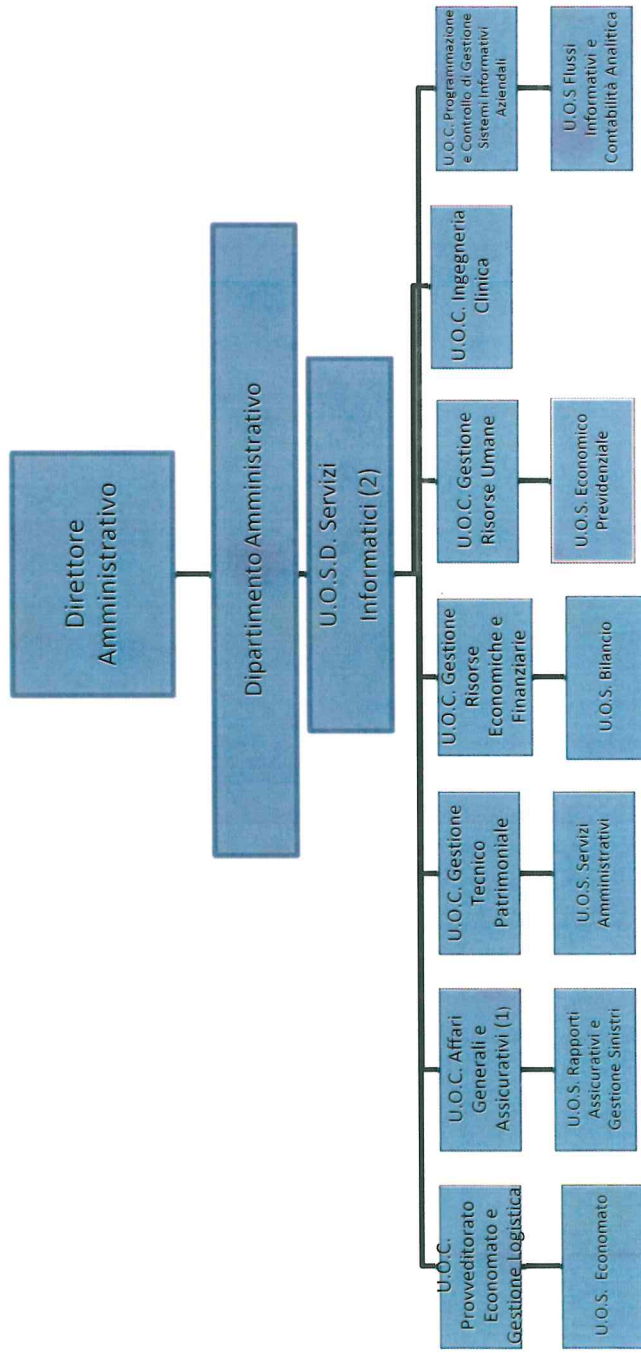 Direttore
Amministrativo
Dipartimento Amministrativo
U.O.S.D. Servizi
Informatici (2)
U.O.C.
Provveditorato
Economato e
Gestione Logistica
U.O.S. Economato
U.O.C. Affari
Generali e
Assicurativi (1)
U.O.S. Rapporti
Assicurativi e
Gestione Sinistri
U.O.C. Gestione
Tecnico
Patrimoniale
U.O.S. Servizi
Amministrativi
U.O.C. Gestione
Risorse
Economiche e
Finanziarie
U.O.S. Bilancio
U.O.C. Gestione
Risorse Umane
U.O.S. Economico
Previdenziale
U.O.C. Ingegneria
Clinica
U.O.C. Programmazione
e Controllo di Gestione
Sistemi Informativi
Aziendali
U.O.S Flussi
Informativi e
Contabilità Analitica